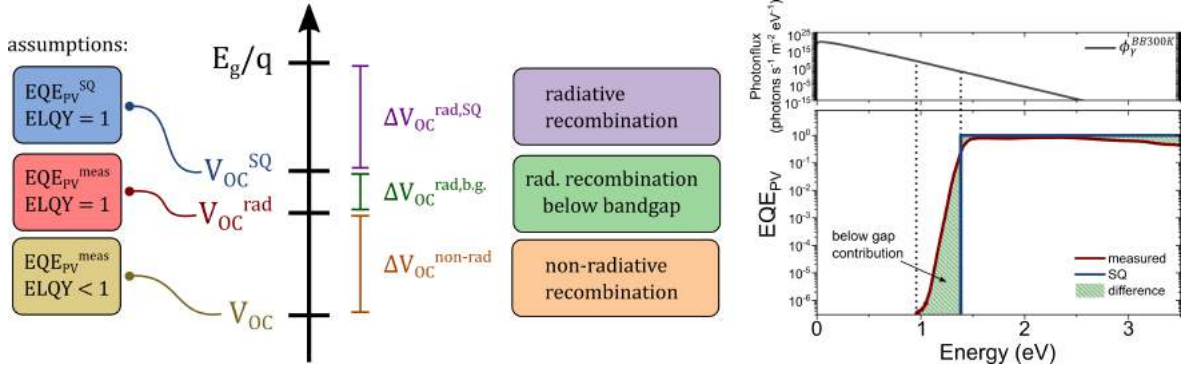 assumptions:
EQE_PV^SQ
ELQY = 1
EQE_PV^meas
ELQY = 1
EQE_PV^meas
ELQY < 1
E_g/q
V_OC^SQ
V_OC^rad
V_OC
ΔV_OC^rad,SQ
ΔV_OC^rad,b.g.
ΔV_OC^non-rad
radiative
recombination
rad. recombination
below bandgap
non-radiative
recombination
Photonflux
(photons s^-1 m^-2 eV^-1)
10^25
10^15
10^5
10^-5
10^-15
ϕ_γ^BB300K
EQE_PV
10^0
10^-1
10^-2
10^-3
10^-4
10^-5
10^-6
below gap
contribution
measured
SQ
difference
0 1 2 3
Energy (eV)